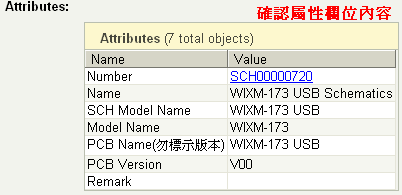 Attributes: 確認屬性欄位內容
Attributes (7 total objects)
Name Value
Number SCH00000720
Name WIXM-173 USB Schematics
SCH Model Name WIXM-173 USB
Model Name WIXM-173
PCB Name(勿標示版本) WIXM-173 USB
PCB Version V00
Remark